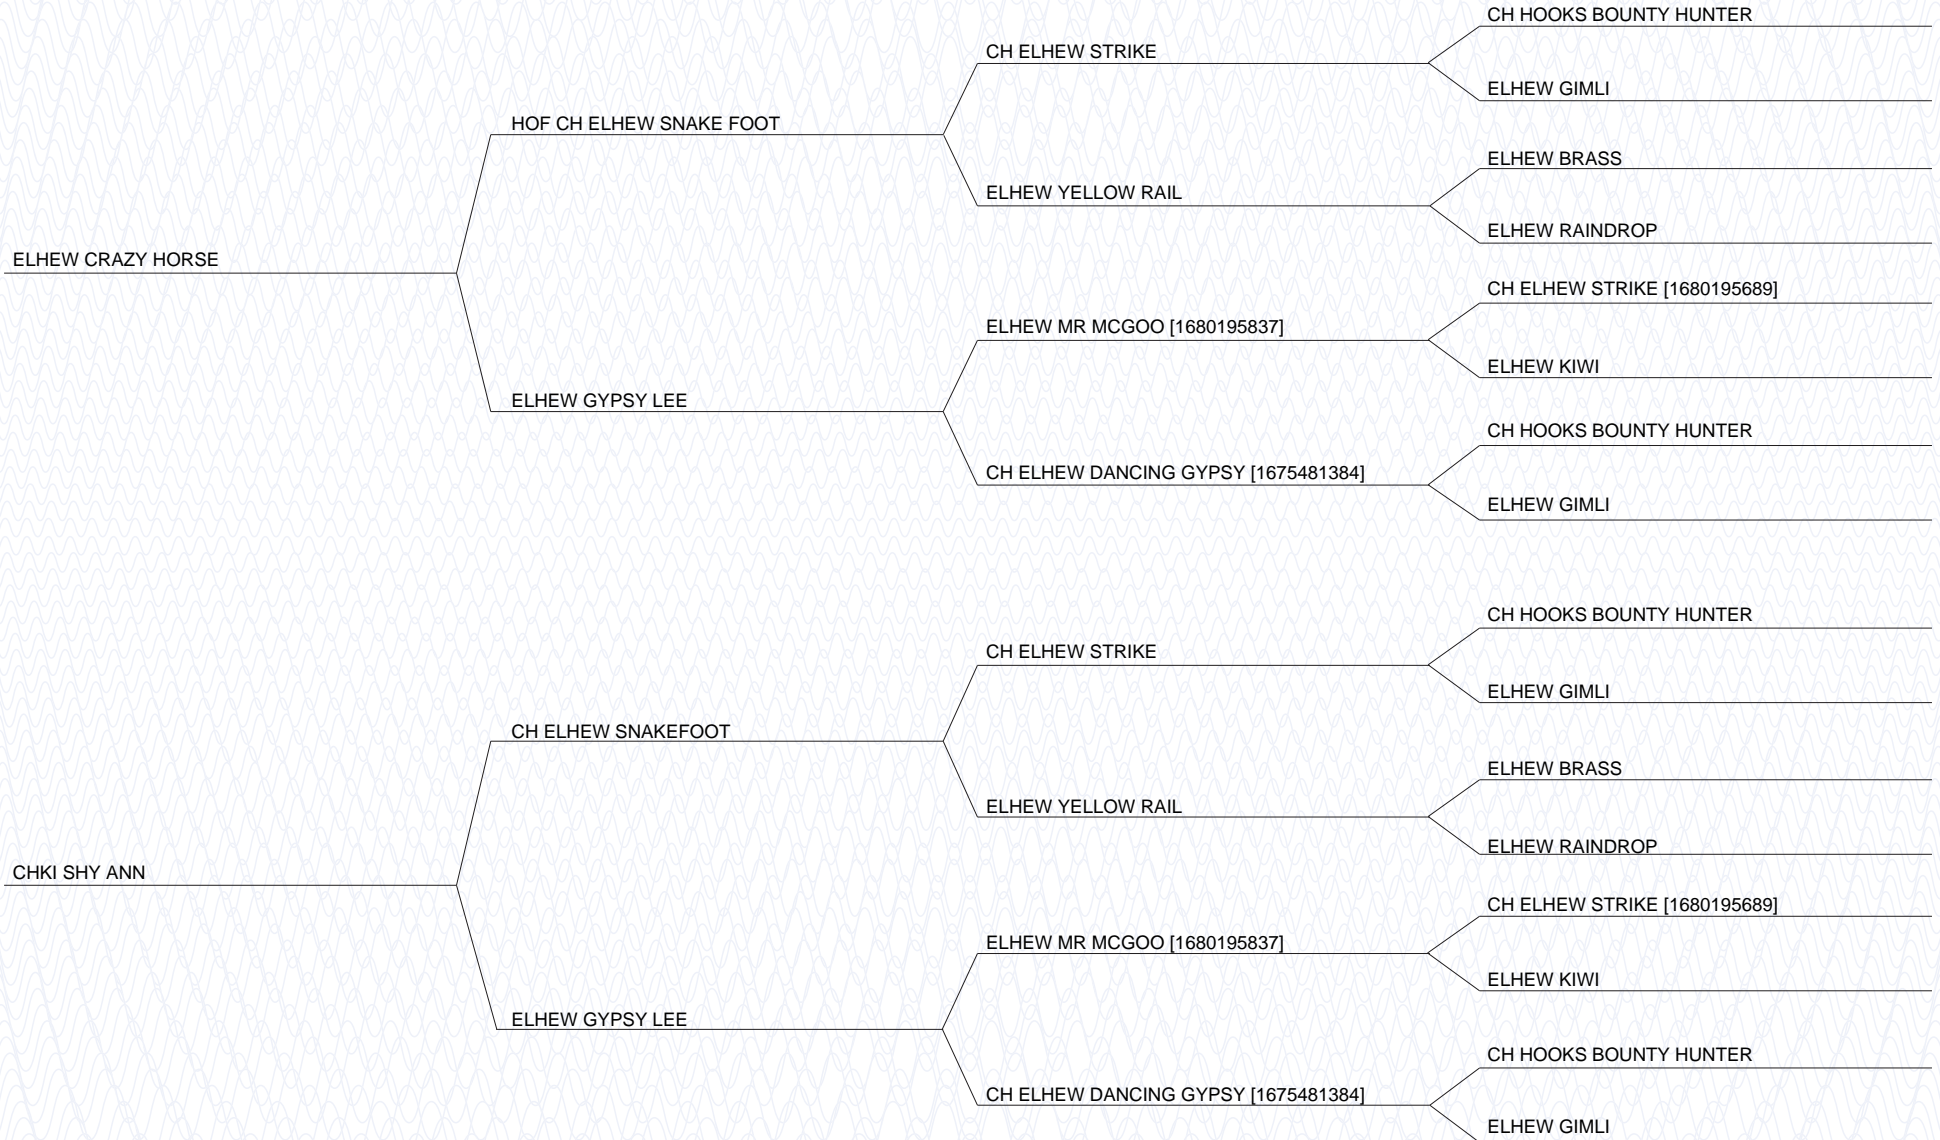 CH HOOKS BOUNTY HUNTER
CH ELHEW STRIKE
ELHEW GIMLI
HOF CH ELHEW SNAKE FOOT
ELHEW BRASS
ELHEW YELLOW RAIL
ELHEW RAINDROP
ELHEW CRAZY HORSE
CH ELHEW STRIKE [1680195689]
ELHEW MR MCGOO [1680195837]
ELHEW KIWI
ELHEW GYPSY LEE
CH HOOKS BOUNTY HUNTER
CH ELHEW DANCING GYPSY [1675481384]
ELHEW GIMLI
CH HOOKS BOUNTY HUNTER
CH ELHEW STRIKE
ELHEW GIMLI
CH ELHEW SNAKEFOOT
ELHEW BRASS
ELHEW YELLOW RAIL
ELHEW RAINDROP
CHKI SHY ANN
CH ELHEW STRIKE [1680195689]
ELHEW MR MCGOO [1680195837]
ELHEW KIWI
ELHEW GYPSY LEE
CH HOOKS BOUNTY HUNTER
CH ELHEW DANCING GYPSY [1675481384]
ELHEW GIMLI